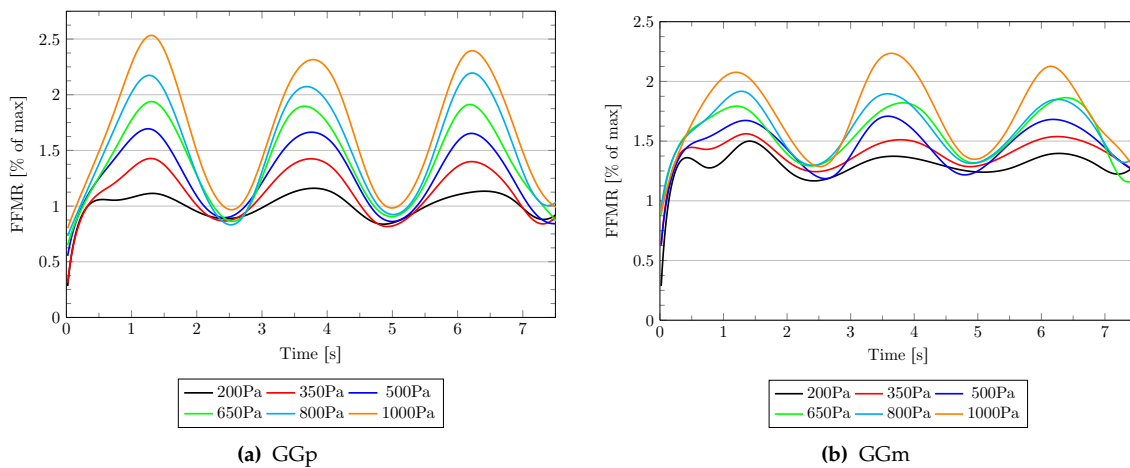 FFMR [% of max]
2.5
2
1.5
1
0.5
0
0 1 2 3 4 5 6 7
Time [s]
200Pa 350Pa 500Pa
650Pa 800Pa 1000Pa
(a) GGp
FFMR [% of max]
2.5
2
1.5
1
0.5
0
0 1 2 3 4 5 6 7
Time [s]
200Pa 350Pa 500Pa
650Pa 800Pa 1000Pa
(b) GGm